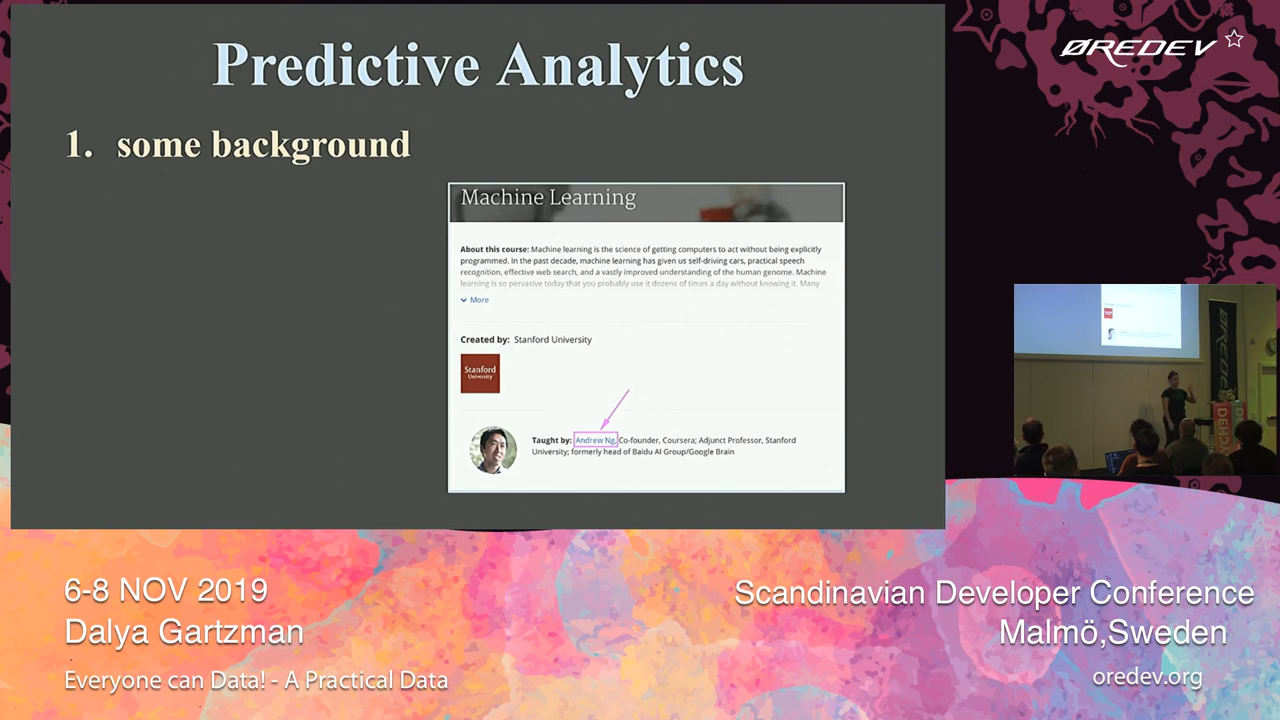 Predictive Analytics
1. some background
Machine Learning
About this course: Machine learning is the science of getting computers to act without being explicitly
programmed. In the past decade, machine learning has given us self-driving cars, practical speech
recognition, effective web search, and a vastly improved understanding of the human genome. Machine
learning is so pervasive today that you probably use it dozens of times a day without knowing it. Many
More
Created by: Stanford University
Stanford
University
Taught by: Andrew Ng, Co-founder, Coursera; Adjunct Professor, Stanford
University; formerly head of Baidu AI Group/Google Brain
ØREDEV
ØREDEV
6-8 NOV 2019
Dalya Gartzman
Everyone can Data! - A Practical Data
Scandinavian Developer Conference
Malmö,Sweden
oredev.org